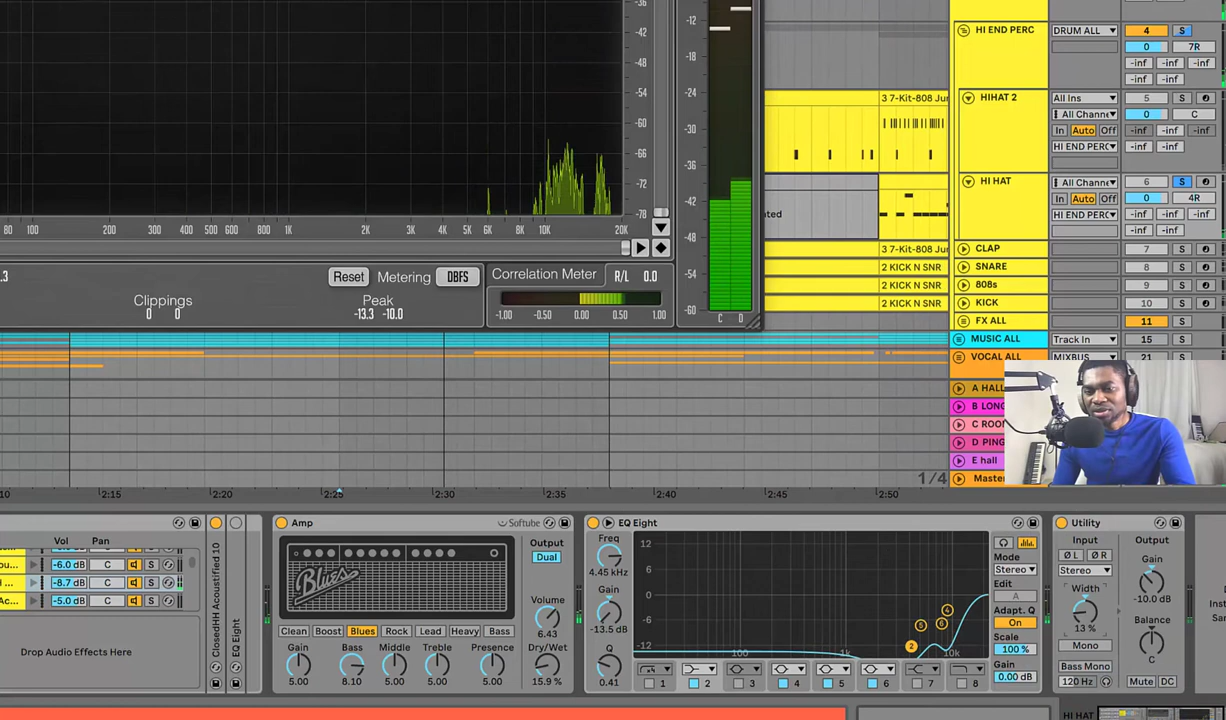 -36
-42
-48
-54
-60
-66
-72
-78
80 100 200 300 400 500 600 1K 2K 3K 4K 5K 6K 10K 20K
.3
Reset Metering DBFS
Clippings Peak
0 0 -13.3 -10.0
Correlation Meter R/L 0.0
-1.00 -0.50 0.00 0.50 1.00
-12
-18
-24
-30
-36
-42
-48
-54
-60
HI END PERC DRUM ALL 4 S
0 7R
-inf -inf -inf
-inf -inf
3 7-Kit-808 Jur HIHAT 2 All Ins 5 S
All Channe 0 C
In Auto Off -inf -inf -inf
HI END PERC -inf
HI HAT All Channe 6 S
In Auto Off 0 4R
ted HI END PERC -inf -inf -inf
-inf -inf
3 7-Kit-808 Jur CLAP 7 S
2 KICK N SNR SNARE 8 S
2 KICK N SNR 808s 9 S
2 KICK N SNR KICK 10 S
FX ALL 11 S
MUSIC ALL Track In 15 S
VOCAL ALL MIXBUS 21 S
A HALL
B LONG
C ROO
D PING
E hall
1/4 Maste
:10 2:15 2:20 2:25 2:30 2:35 2:40 2:45 2:50
Vol Pan
ou... -6.0 dB C S
H ... -8.7 dB C S
Ac... -5.0 dB C S
Drop Audio Effects Here
ClosedHH Acoustified 10
EQ Eight
Amp Softube
Blues
Clean Boost Blues Rock Lead Heavy Bass
Gain Bass Middle Treble Presence
5.00 8.10 5.00 5.00 5.00
Output
Dual
Volume
6.43
Dry/Wet
15.9 %
EQ Eight
Freq
4.45 kHz
Gain
-13.5 dB
Q
0.41
12
6
0
-6
-12
100 1k 10k
4
5 6
2
1 2 3 4 5 6 7 8
Mode
Stereo
Edit
A
Adapt. Q
On
Scale
100 %
Gain
0.00 dB
Utility
Input Output
Ø L Ø R Gain
Stereo
Width -10.0 dB
13 % Balance
Mono
Bass Mono C
120 Hz Mute DC
HI HAT